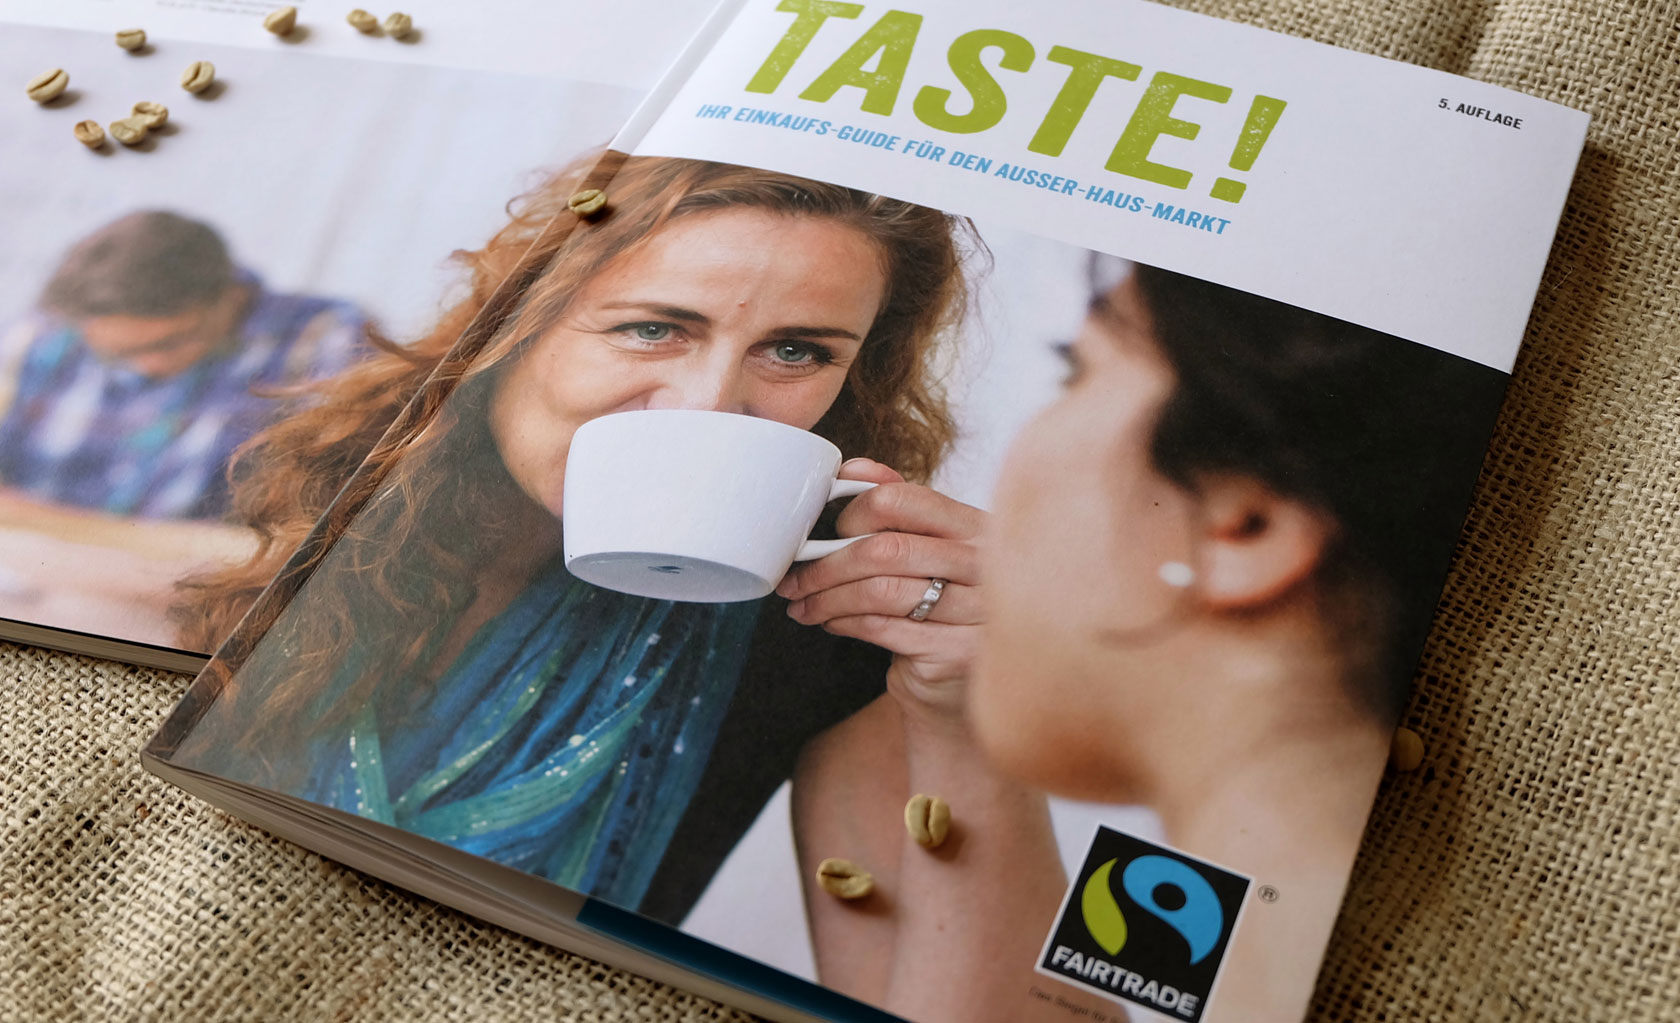 TASTE!
IHR EINKAUFS-GUIDE FÜR DEN AUSSER-HAUS-MARKT
5. AUFLAGE
®
FAIRTRADE